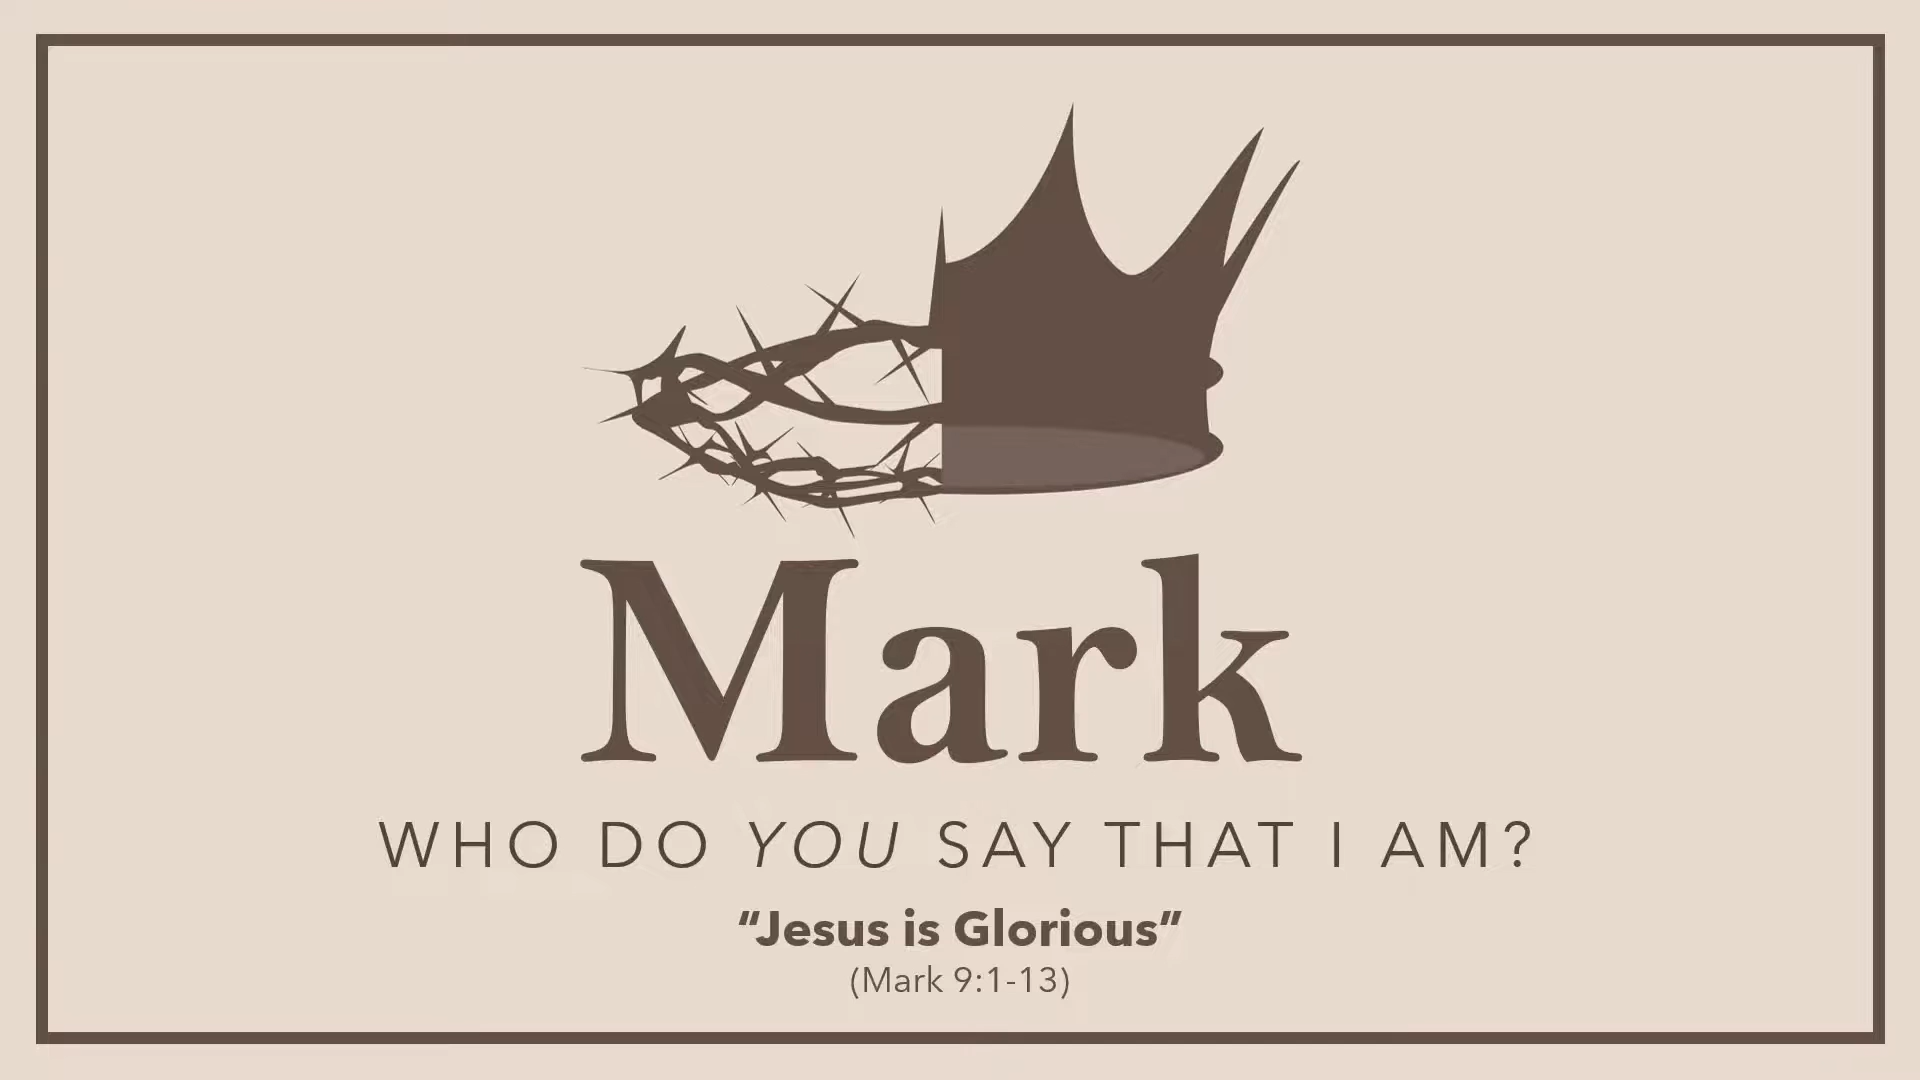 Mark
WHO DO YOU SAY THAT I AM?
“Jesus is Glorious”
(Mark 9:1-13)